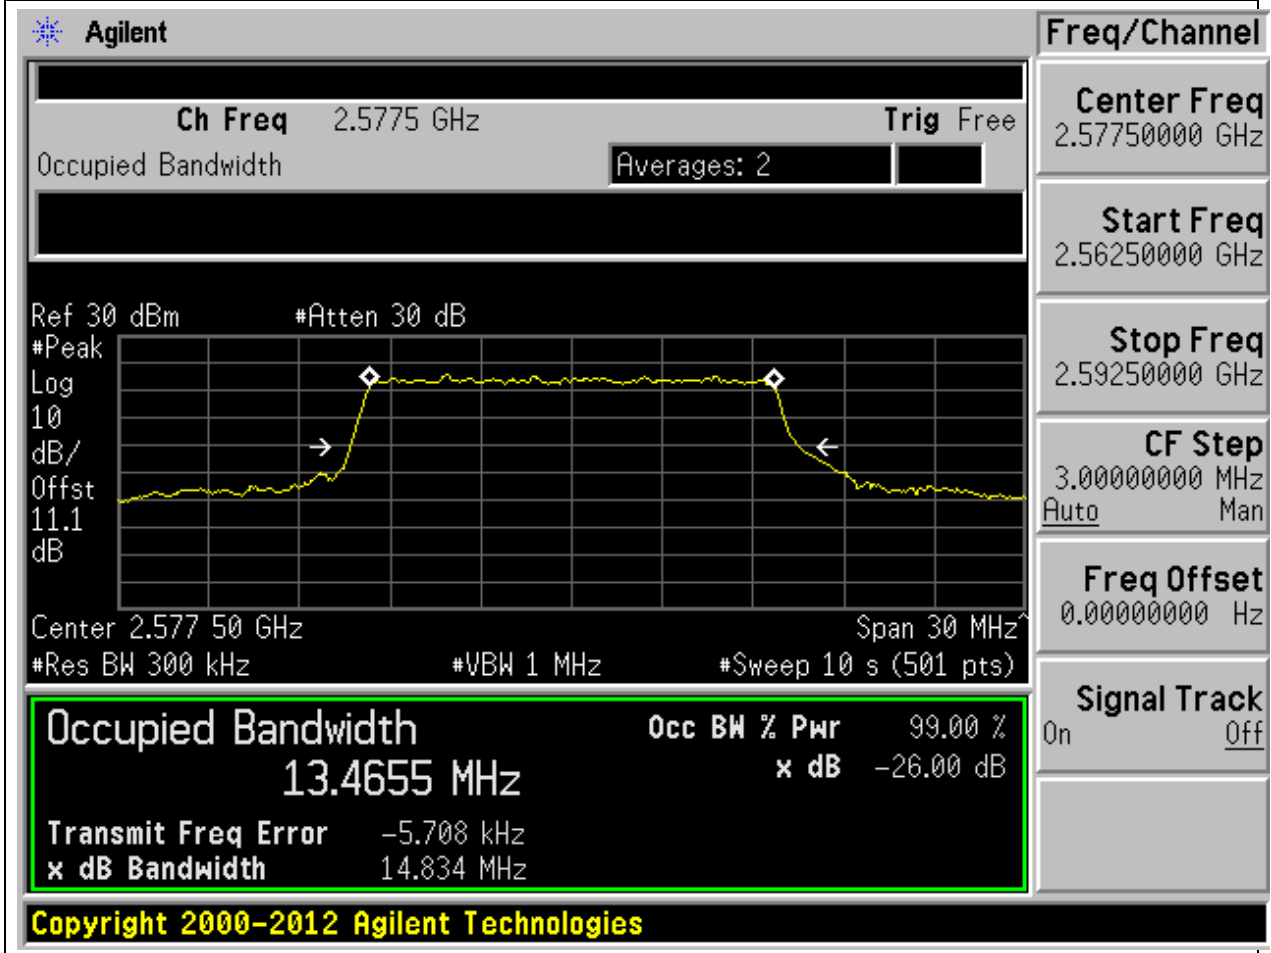 Agilent
Freq/Channel
Ch Freq 2.5775 GHz Trig Free
Occupied Bandwidth Averages: 2
Center Freq
2.57750000 GHz
Start Freq
2.56250000 GHz
Stop Freq
2.59250000 GHz
CF Step
3.00000000 MHz
Auto Man
Freq Offset
0.00000000 Hz
Signal Track
On Off
Ref 30 dBm #Atten 30 dB
#Peak
Log
10
dB/
Offst
11.1
dB
Center 2.577 50 GHz Span 30 MHz^
#Res BW 300 kHz #VBW 1 MHz #Sweep 10 s (501 pts)
Occupied Bandwidth Occ BW % Pwr 99.00 %
13.4655 MHz x dB -26.00 dB
Transmit Freq Error -5.708 kHz
x dB Bandwidth 14.834 MHz
Copyright 2000-2012 Agilent Technologies